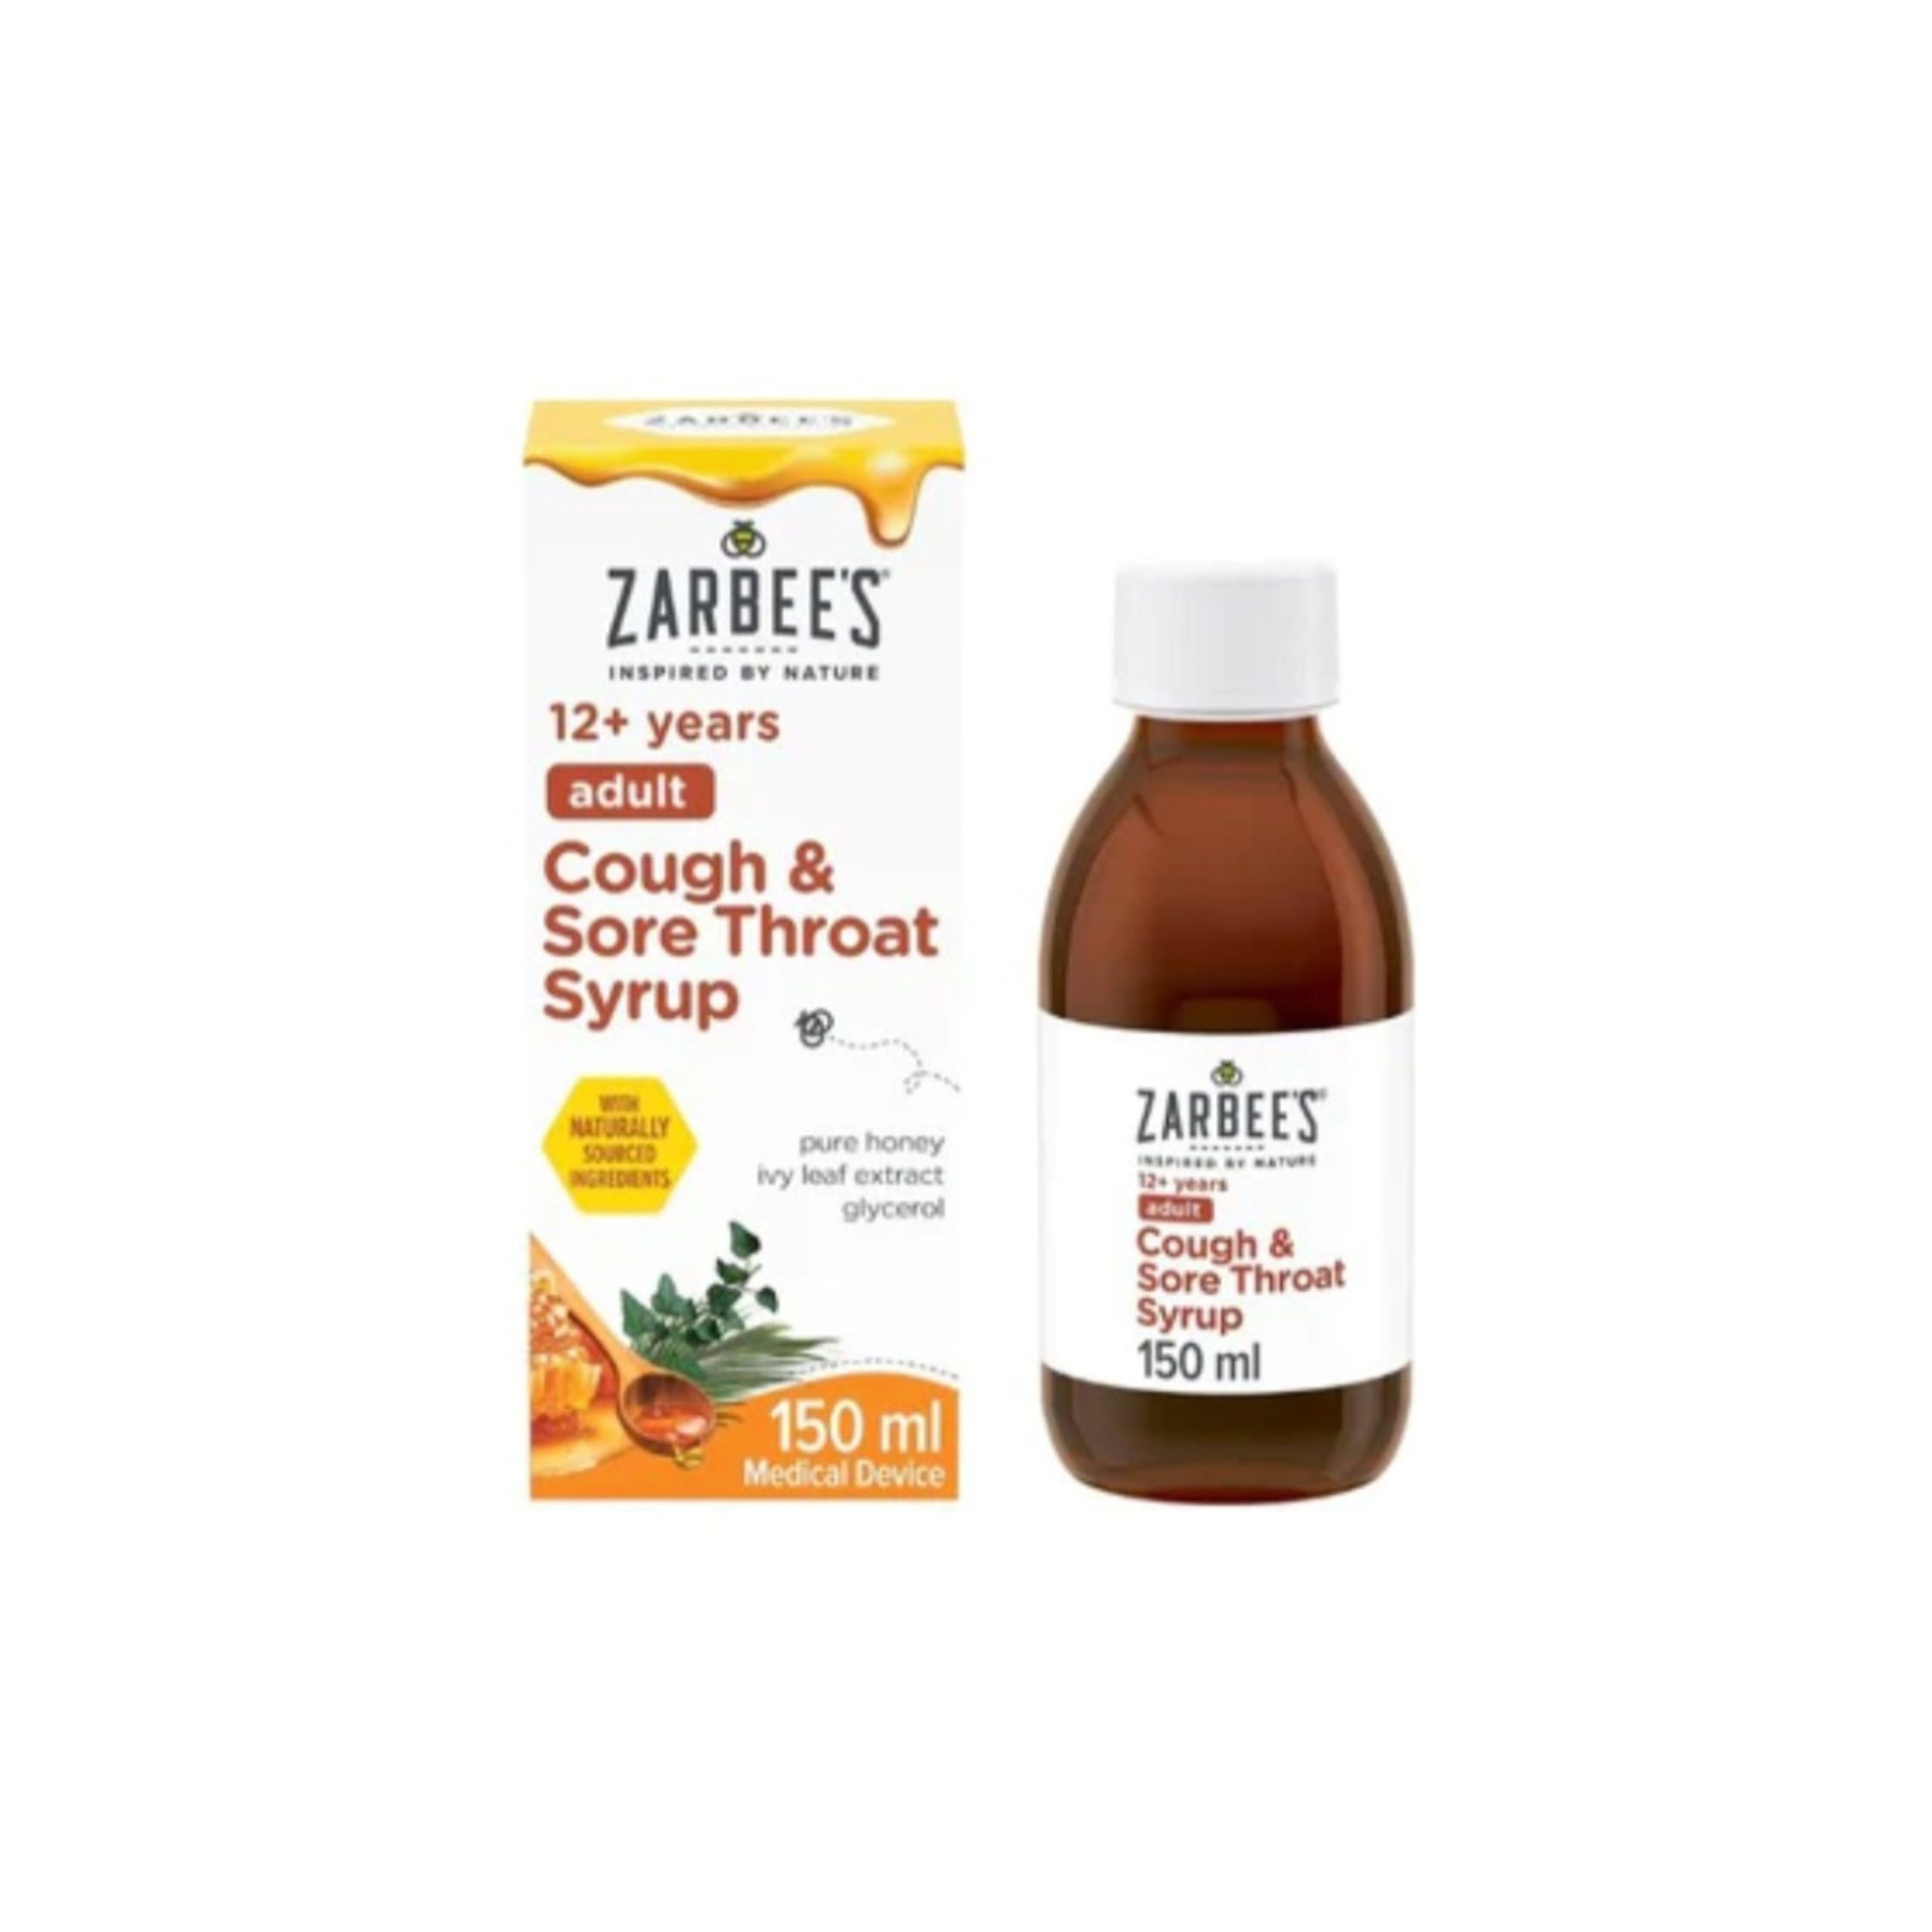 ZARBEE'S
ZARBEE'S®
INSPIRED BY NATURE
12+ years
adult
Cough &
Sore Throat
Syrup
WITH
NATURALLY
SOURCED
INGREDIENTS
pure honey
ivy leaf extract
glycerol
150 ml
Medical Device
ZARBEE'S®
INSPIRED BY NATURE
12+ years
adult
Cough &
Sore Throat
Syrup
150 ml